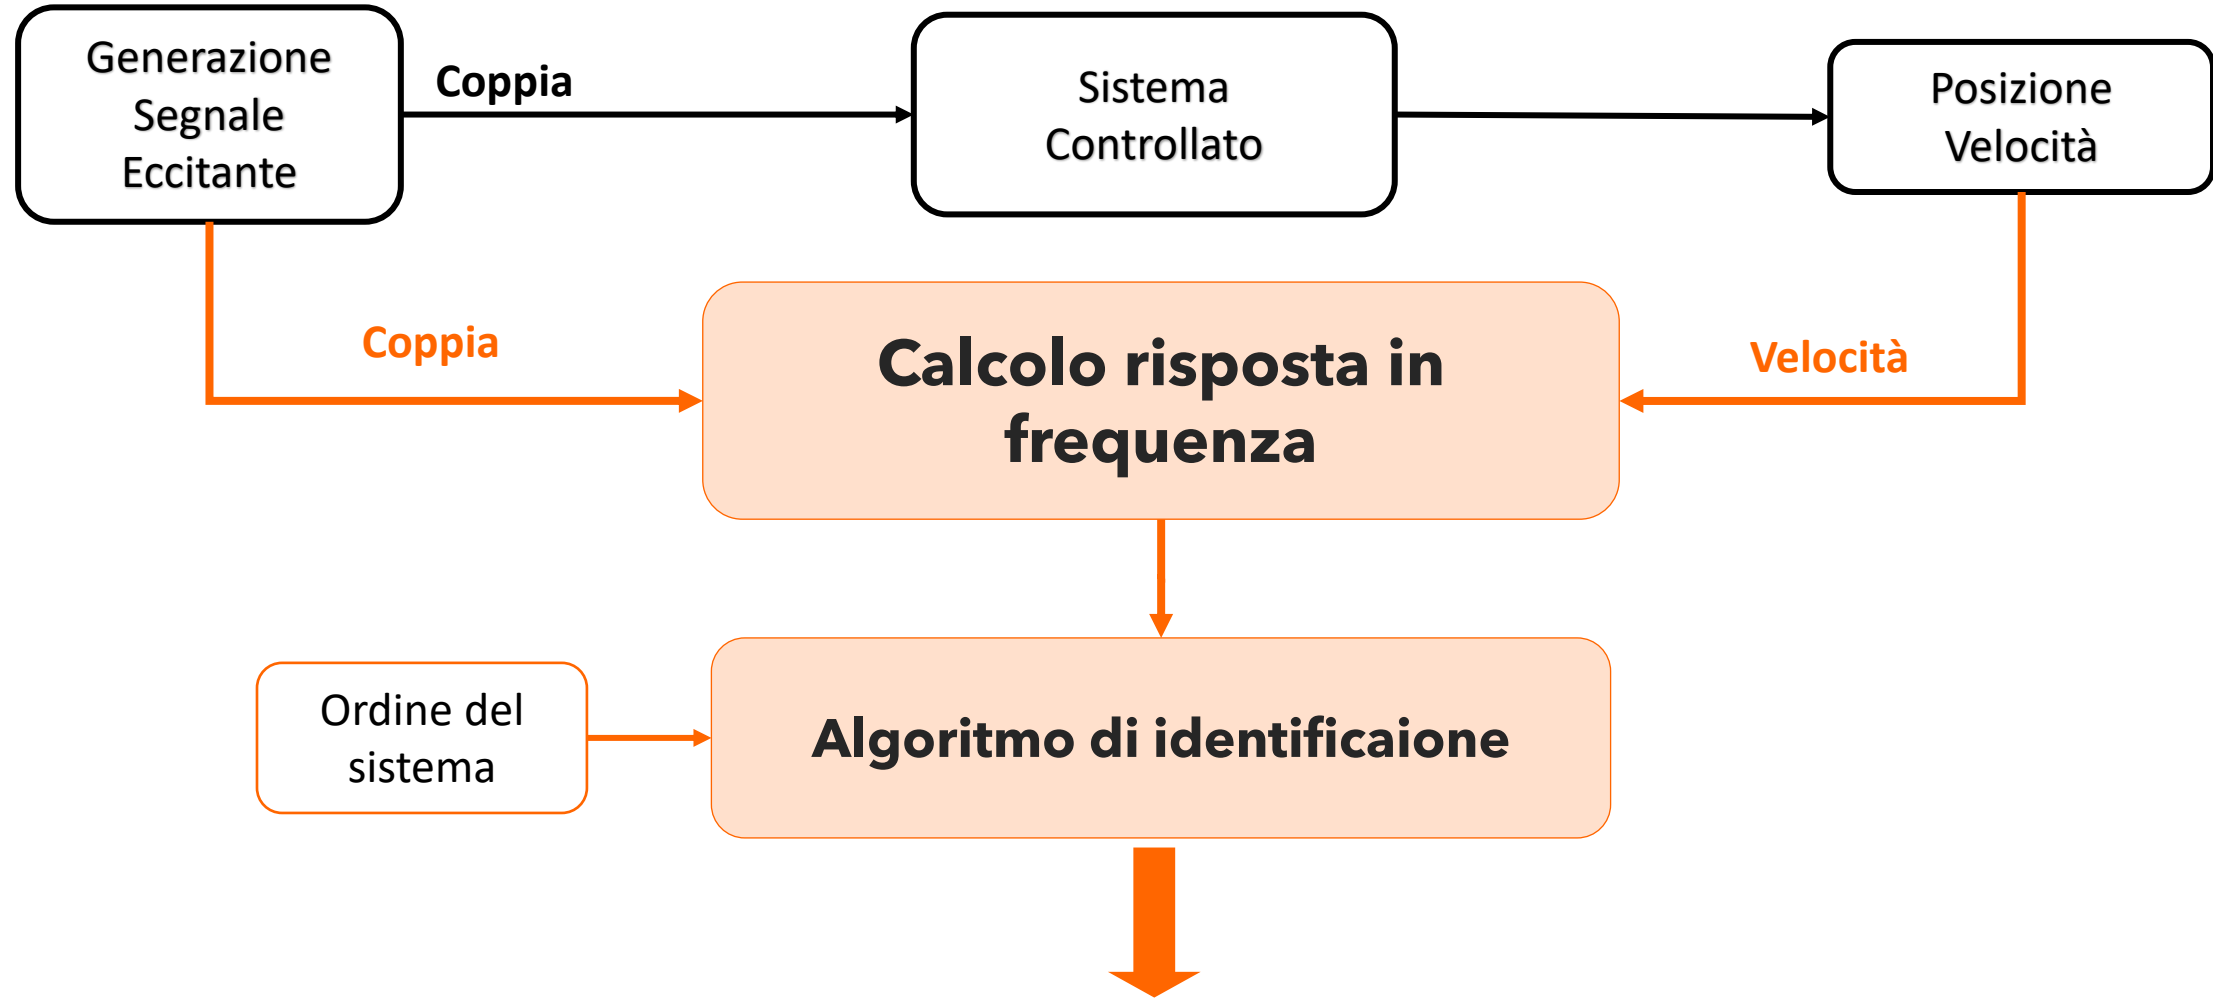 Generazione
Segnale
Eccitante
Coppia
Sistema
Controllato
Posizione
Velocità
Coppia
Calcolo risposta in
frequenza
Velocità
Ordine del
sistema
Algoritmo di identificaione